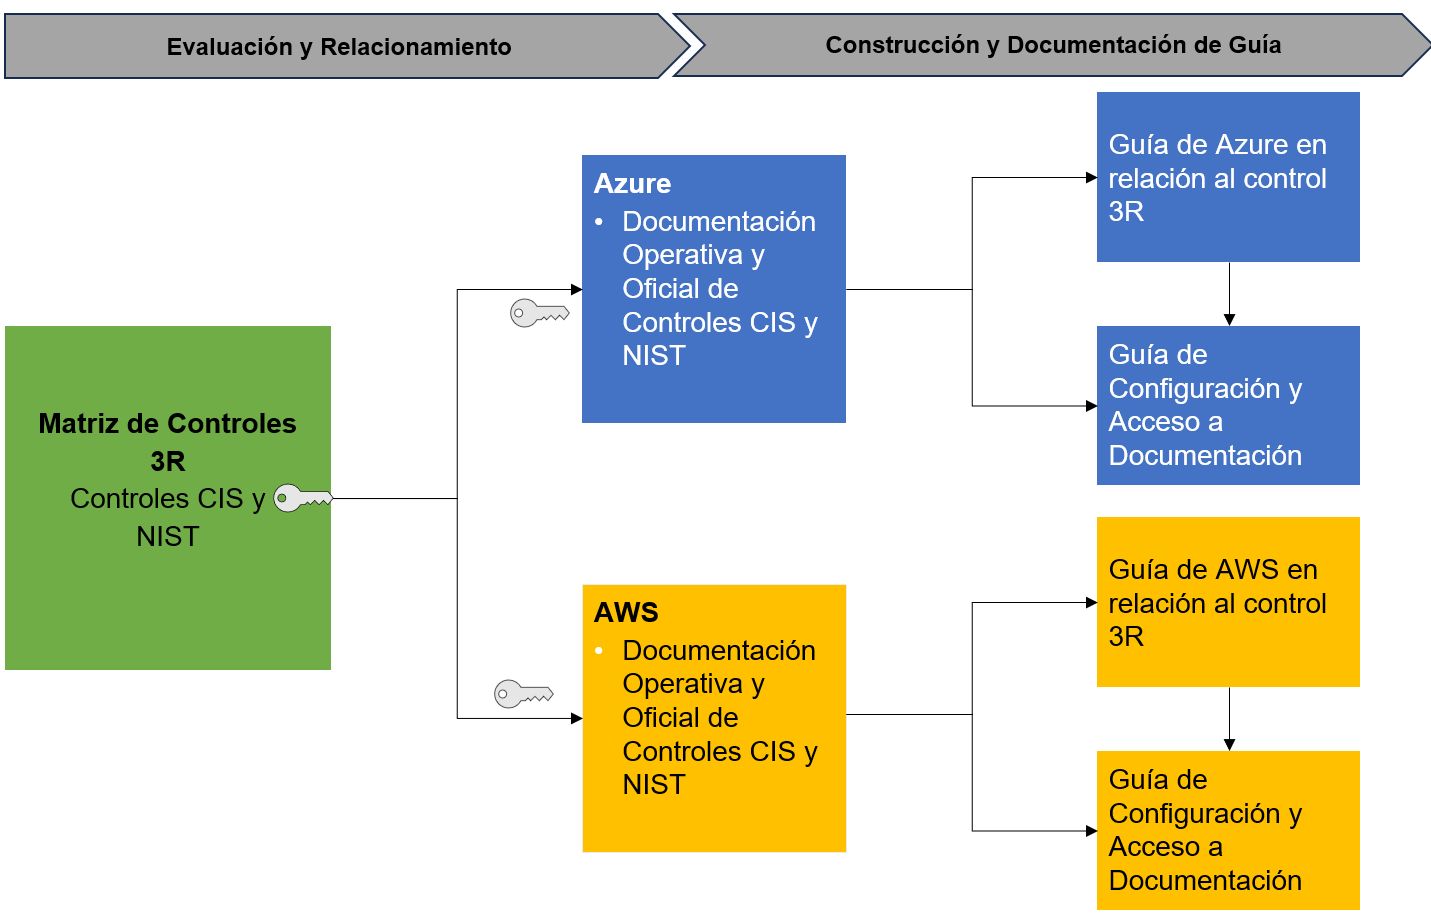 Evaluación y Relacionamiento
Construcción y Documentación de Guía
Matriz de Controles
3R
Controles CIS y
NIST
Azure
• Documentación
Operativa y
Oficial de
Controles CIS y
NIST
Guía de Azure en
relación al control
3R
Guía de
Configuración y
Acceso a
Documentación
AWS
• Documentación
Operativa y
Oficial de
Controles CIS y
NIST
Guía de AWS en
relación al control
3R
Guía de
Configuración y
Acceso a
Documentación